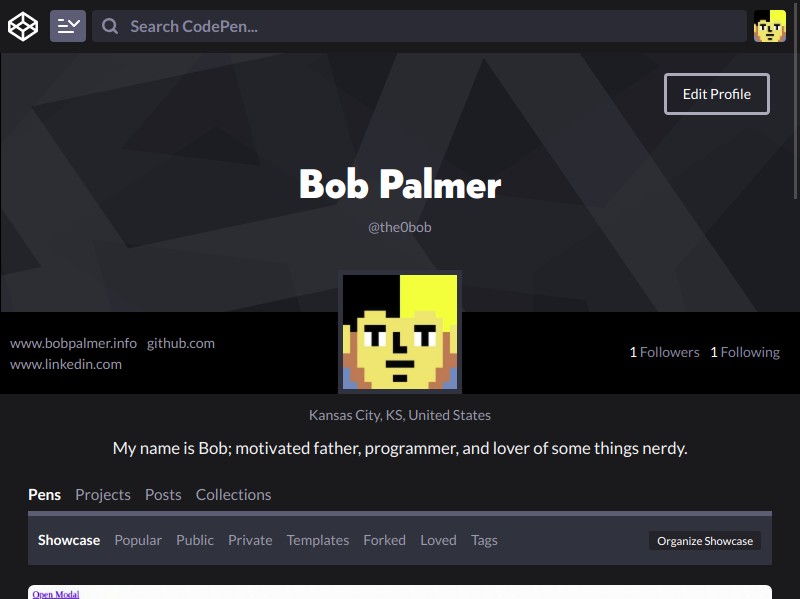 Search CodePen...
Edit Profile
Bob Palmer
@the0bob
www.bobpalmer.info github.com
www.linkedin.com
1 Followers 1 Following
Kansas City, KS, United States
My name is Bob; motivated father, programmer, and lover of some things nerdy.
Pens Projects Posts Collections
Showcase Popular Public Private Templates Forked Loved Tags Organize Showcase
Open Modal